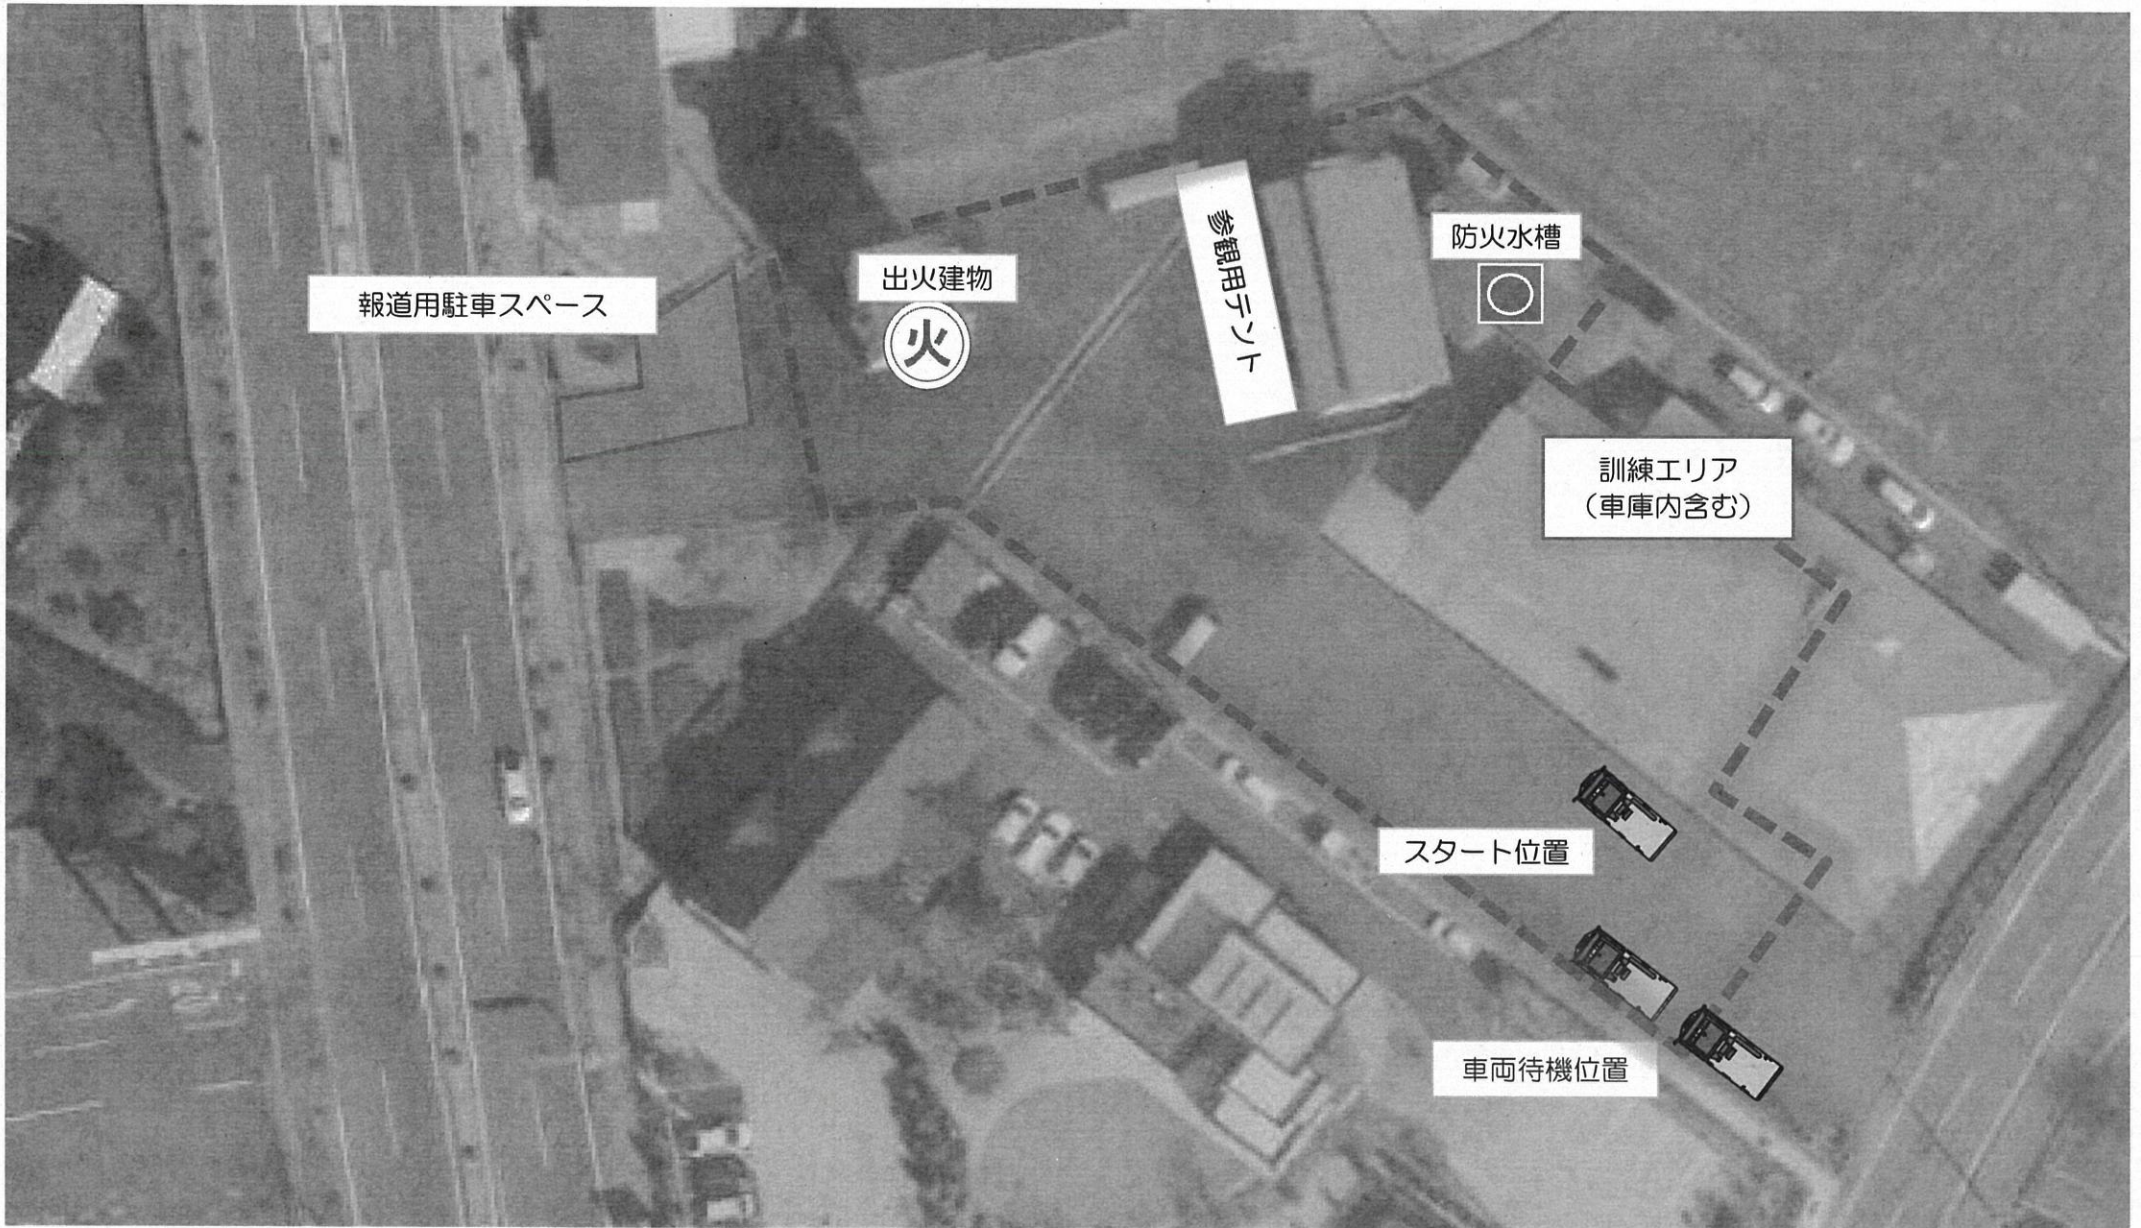 報道用駐車スペース
出火建物
火
参観用テント
防火水槽
訓練エリア
(車庫内含む)
スタート位置
車両待機位置